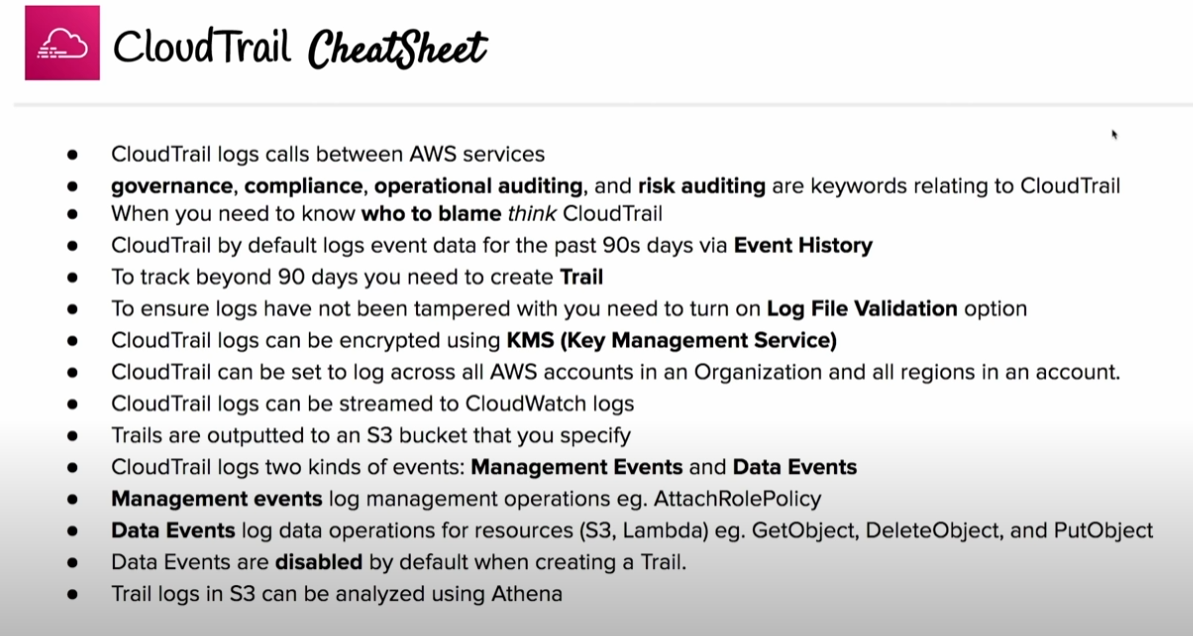 CloudTrail CheatSheet
● CloudTrail logs calls between AWS services
● governance, compliance, operational auditing, and risk auditing are keywords relating to CloudTrail
● When you need to know who to blame think CloudTrail
● CloudTrail by default logs event data for the past 90s days via Event History
● To track beyond 90 days you need to create Trail
● To ensure logs have not been tampered with you need to turn on Log File Validation option
● CloudTrail logs can be encrypted using KMS (Key Management Service)
● CloudTrail can be set to log across all AWS accounts in an Organization and all regions in an account.
● CloudTrail logs can be streamed to CloudWatch logs
● Trails are outputted to an S3 bucket that you specify
● CloudTrail logs two kinds of events: Management Events and Data Events
● Management events log management operations eg. AttachRolePolicy
● Data Events log data operations for resources (S3, Lambda) eg. GetObject, DeleteObject, and PutObject
● Data Events are disabled by default when creating a Trail.
● Trail logs in S3 can be analyzed using Athena